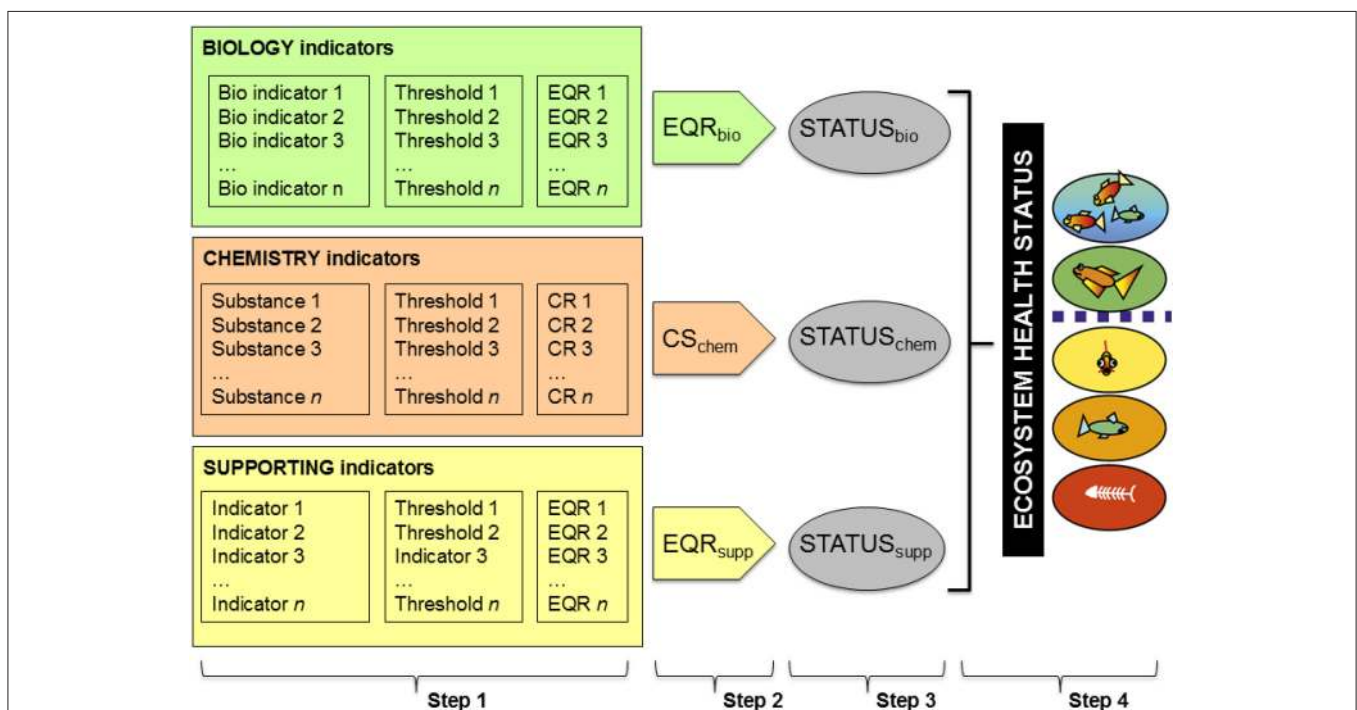 BIOLOGY indicators
Bio indicator 1
Bio indicator 2
Bio indicator 3
...
Bio indicator n
Threshold 1
Threshold 2
Threshold 3
...
Threshold n
EQR 1
EQR 2
EQR 3
...
EQR n
EQRbio
STATUSbio
CHEMISTRY indicators
Substance 1
Substance 2
Substance 3
...
Substance n
Threshold 1
Threshold 2
Threshold 3
...
Threshold n
CR 1
CR 2
CR 3
...
CR n
CSchem
STATUSchem
SUPPORTING indicators
Indicator 1
Indicator 2
Indicator 3
...
Indicator n
Threshold 1
Threshold 2
Indicator 3
...
Threshold n
EQR 1
EQR 2
EQR 3
...
EQR n
EQRsupp
STATUSsupp
ECOSYSTEM HEALTH STATUS
Step 1
Step 2
Step 3
Step 4